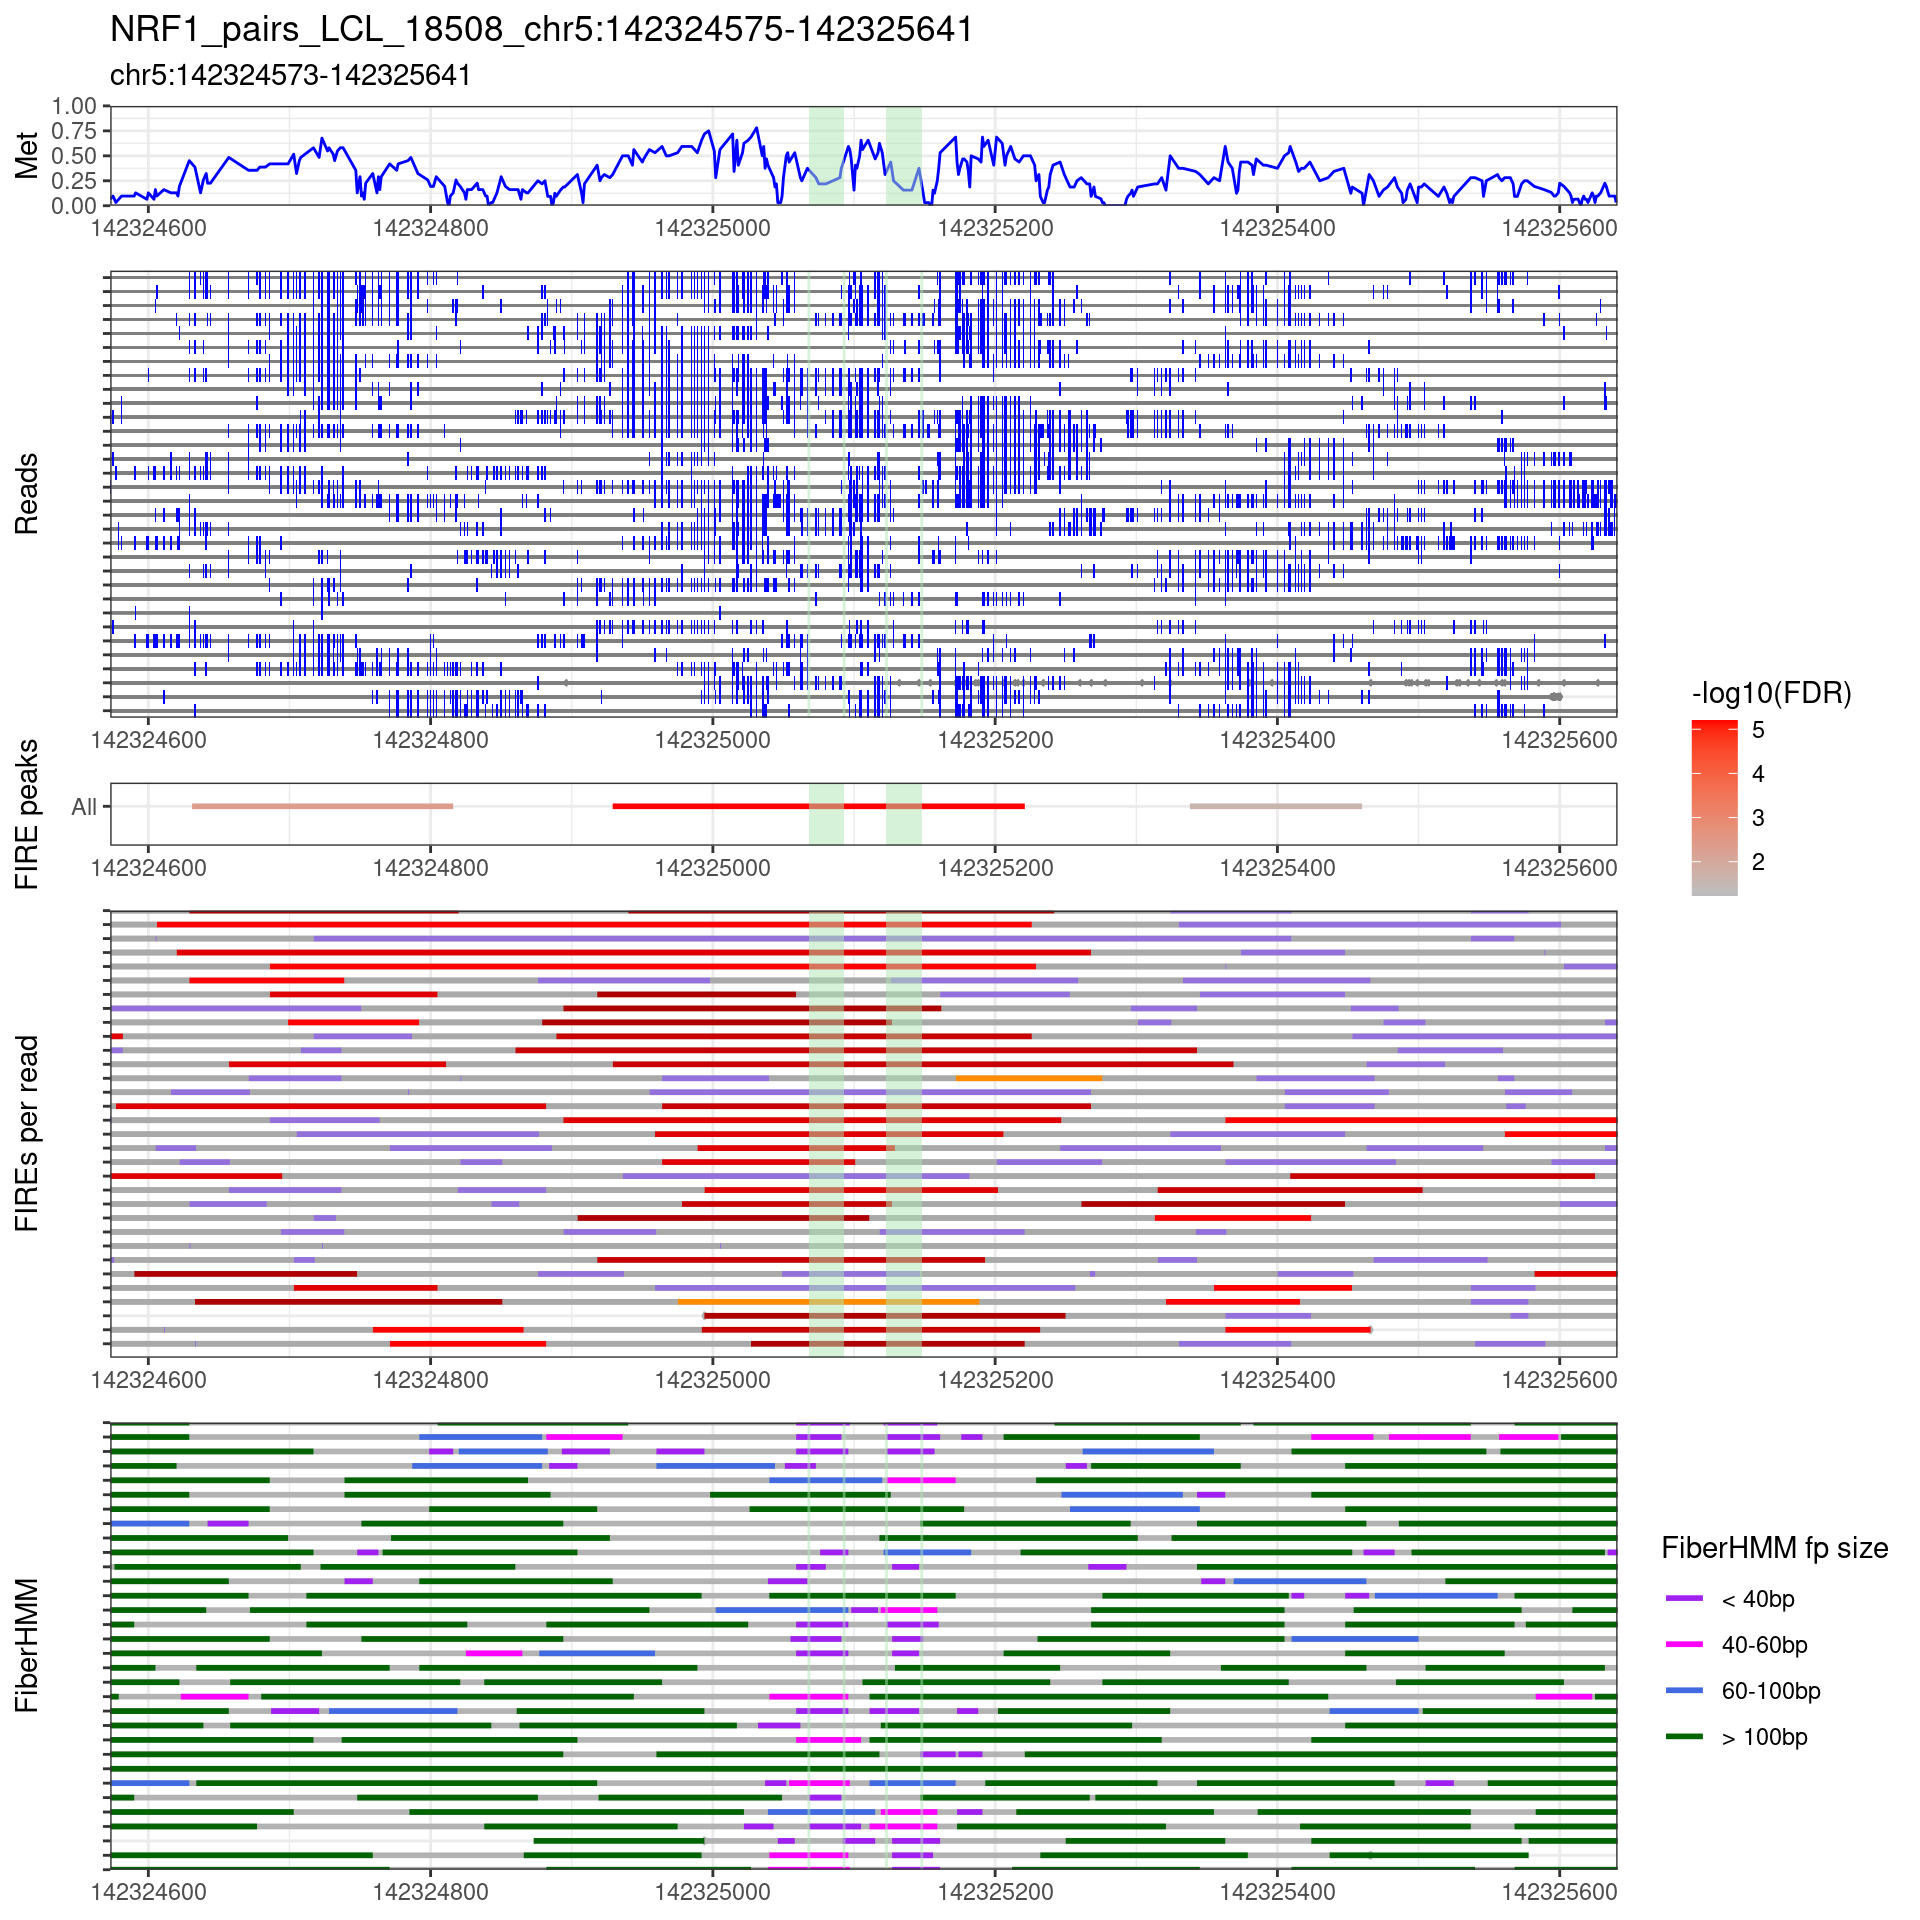 NRF1_pairs_LCL_18508_chr5:142324575-142325641
chr5:142324573-142325641
Met
1.00
0.75
0.50
0.25
0.00
142324600 142324800 142325000 142325200 142325400 142325600
Reads
142324600 142324800 142325000 142325200 142325400 142325600
FIRE peaks
All
142324600 142324800 142325000 142325200 142325400 142325600
-log10(FDR)
5
4
3
2
FIREs per read
142324600 142324800 142325000 142325200 142325400 142325600
FiberHMM
142324600 142324800 142325000 142325200 142325400 142325600
FiberHMM fp size
< 40bp
40-60bp
60-100bp
> 100bp